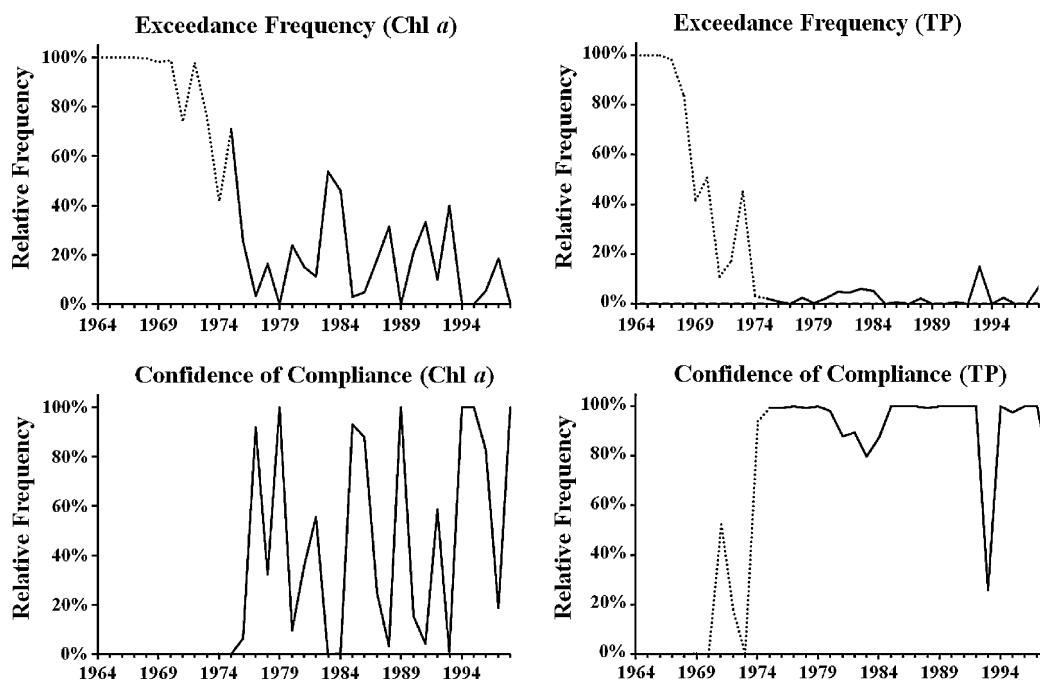 Exceedance Frequency (Chl a)
Relative Frequency
100%
80%
60%
40%
20%
0%
1964 1969 1974 1979 1984 1989 1994
Exceedance Frequency (TP)
Relative Frequency
100%
80%
60%
40%
20%
0%
1964 1969 1974 1979 1984 1989 1994
Confidence of Compliance (Chl a)
Relative Frequency
100%
80%
60%
40%
20%
0%
1964 1969 1974 1979 1984 1989 1994
Confidence of Compliance (TP)
Relative Frequency
100%
80%
60%
40%
20%
0%
1964 1969 1974 1979 1984 1989 1994